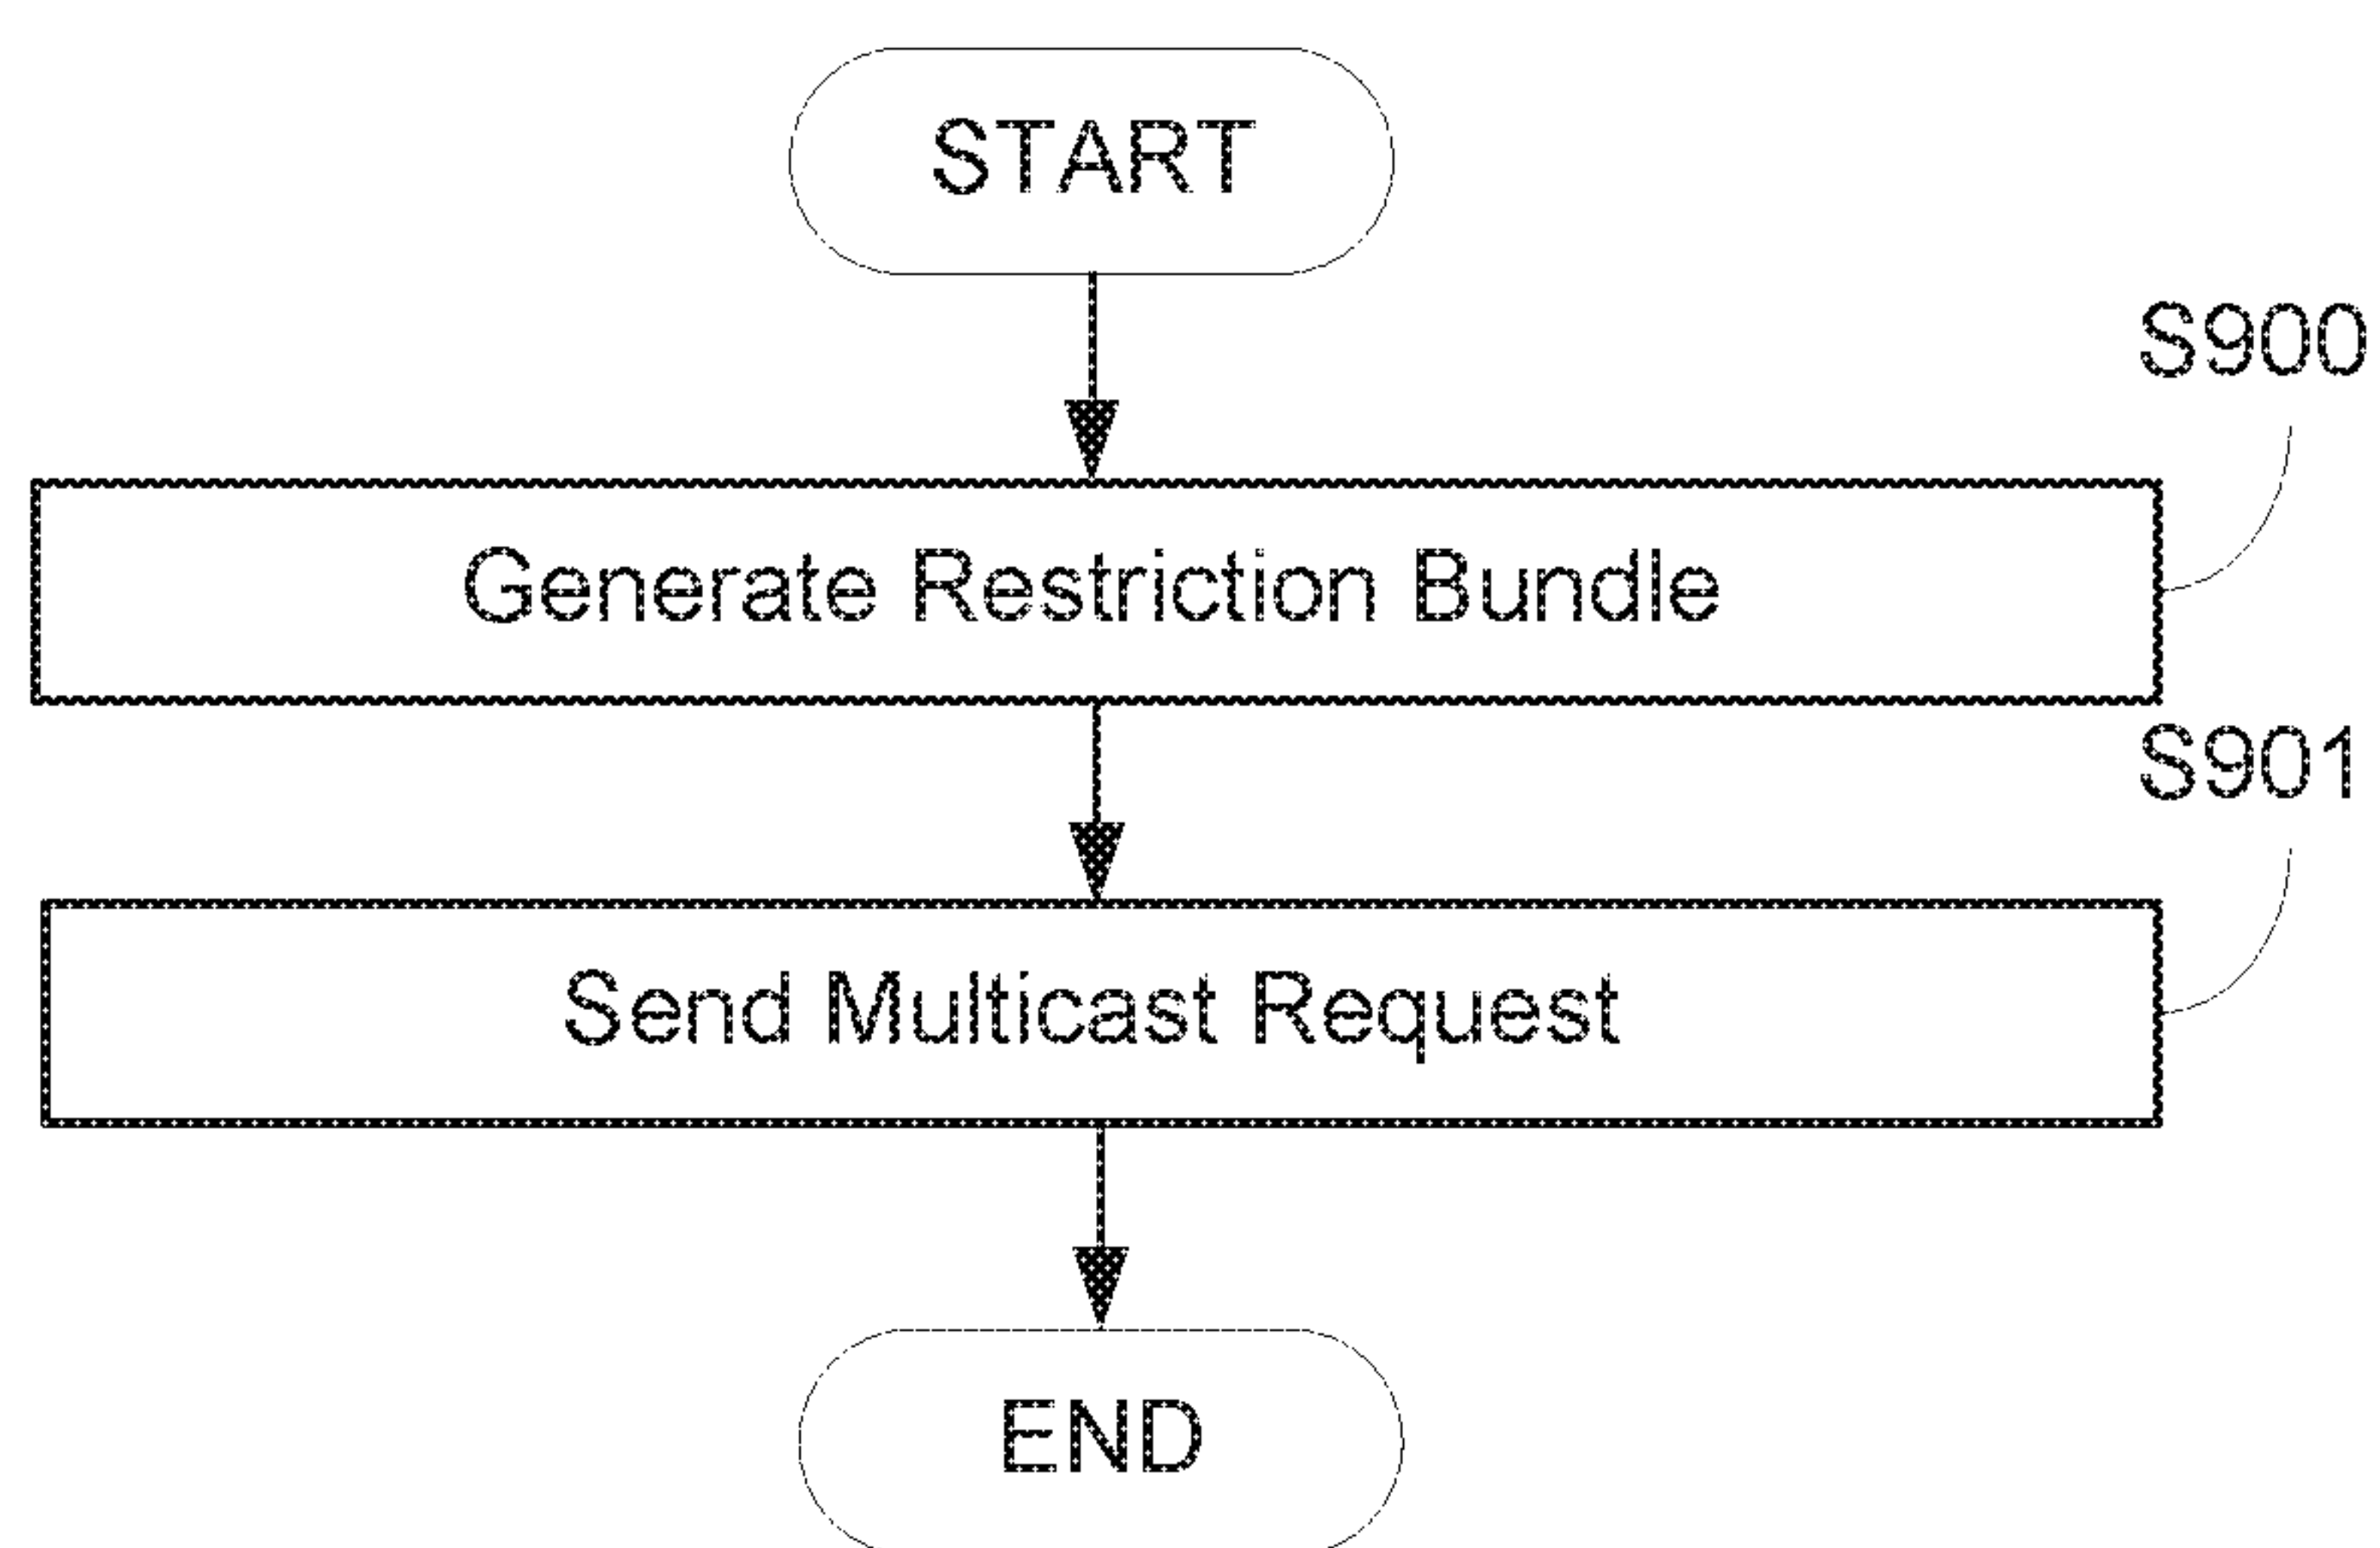 START
S900
Generate Restriction Bundle
S901
Send Multicast Request
END